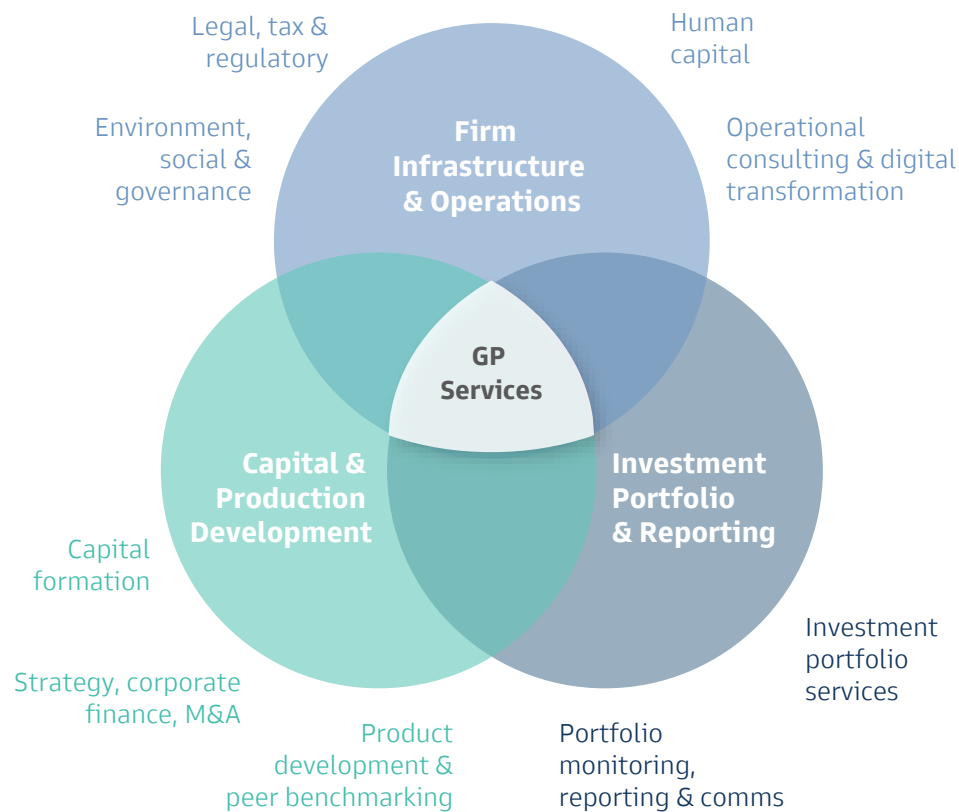 Legal, tax &
regulatory
Human
capital
Environment,
social &
governance
Firm
Infrastructure
& Operations
Operational
consulting & digital
transformation
GP
Services
Capital &
Production
Development
Investment
Portfolio
& Reporting
Capital
formation
Investment
portfolio
services
Strategy, corporate
finance, M&A
Product
development &
peer benchmarking
Portfolio
monitoring,
reporting & comms